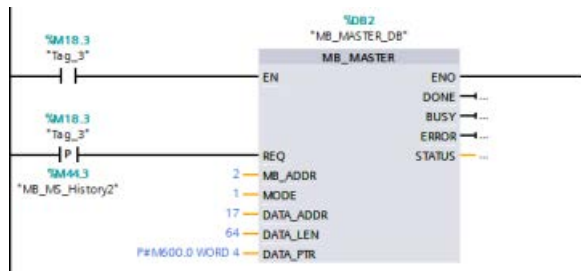 %DB2
"MB_MASTER_DB"
%M18.3
"Tag_3"
MB_MASTER
EN
ENO
DONE
...
BUSY
...
ERROR
...
%M18.3
"Tag_3"
P
REQ
STATUS
...
%M44.3
"MB_MS_History2"
2
MB_ADDR
1
MODE
17
DATA_ADDR
64
DATA_LEN
P#M600.0 WORD 4
DATA_PTR